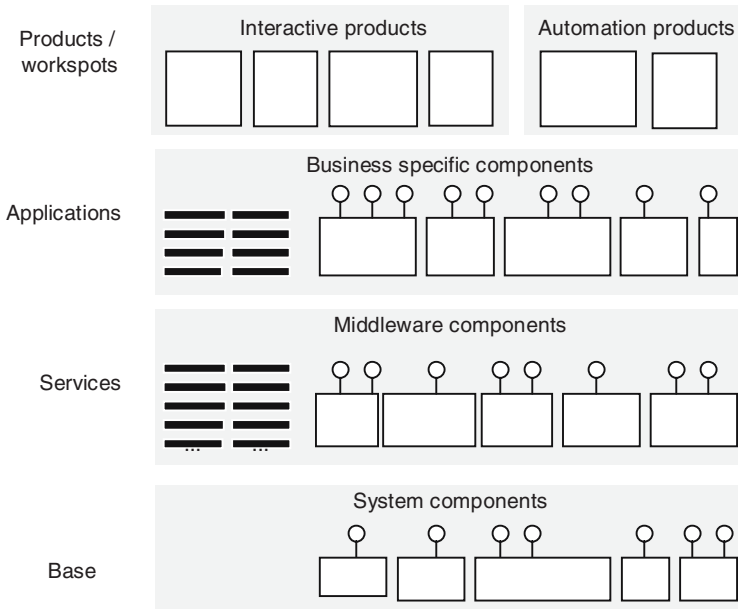 Products /
workspots
Interactive products
Automation products
Business specific components
Applications
Middleware components
Services
... ...
System components
Base